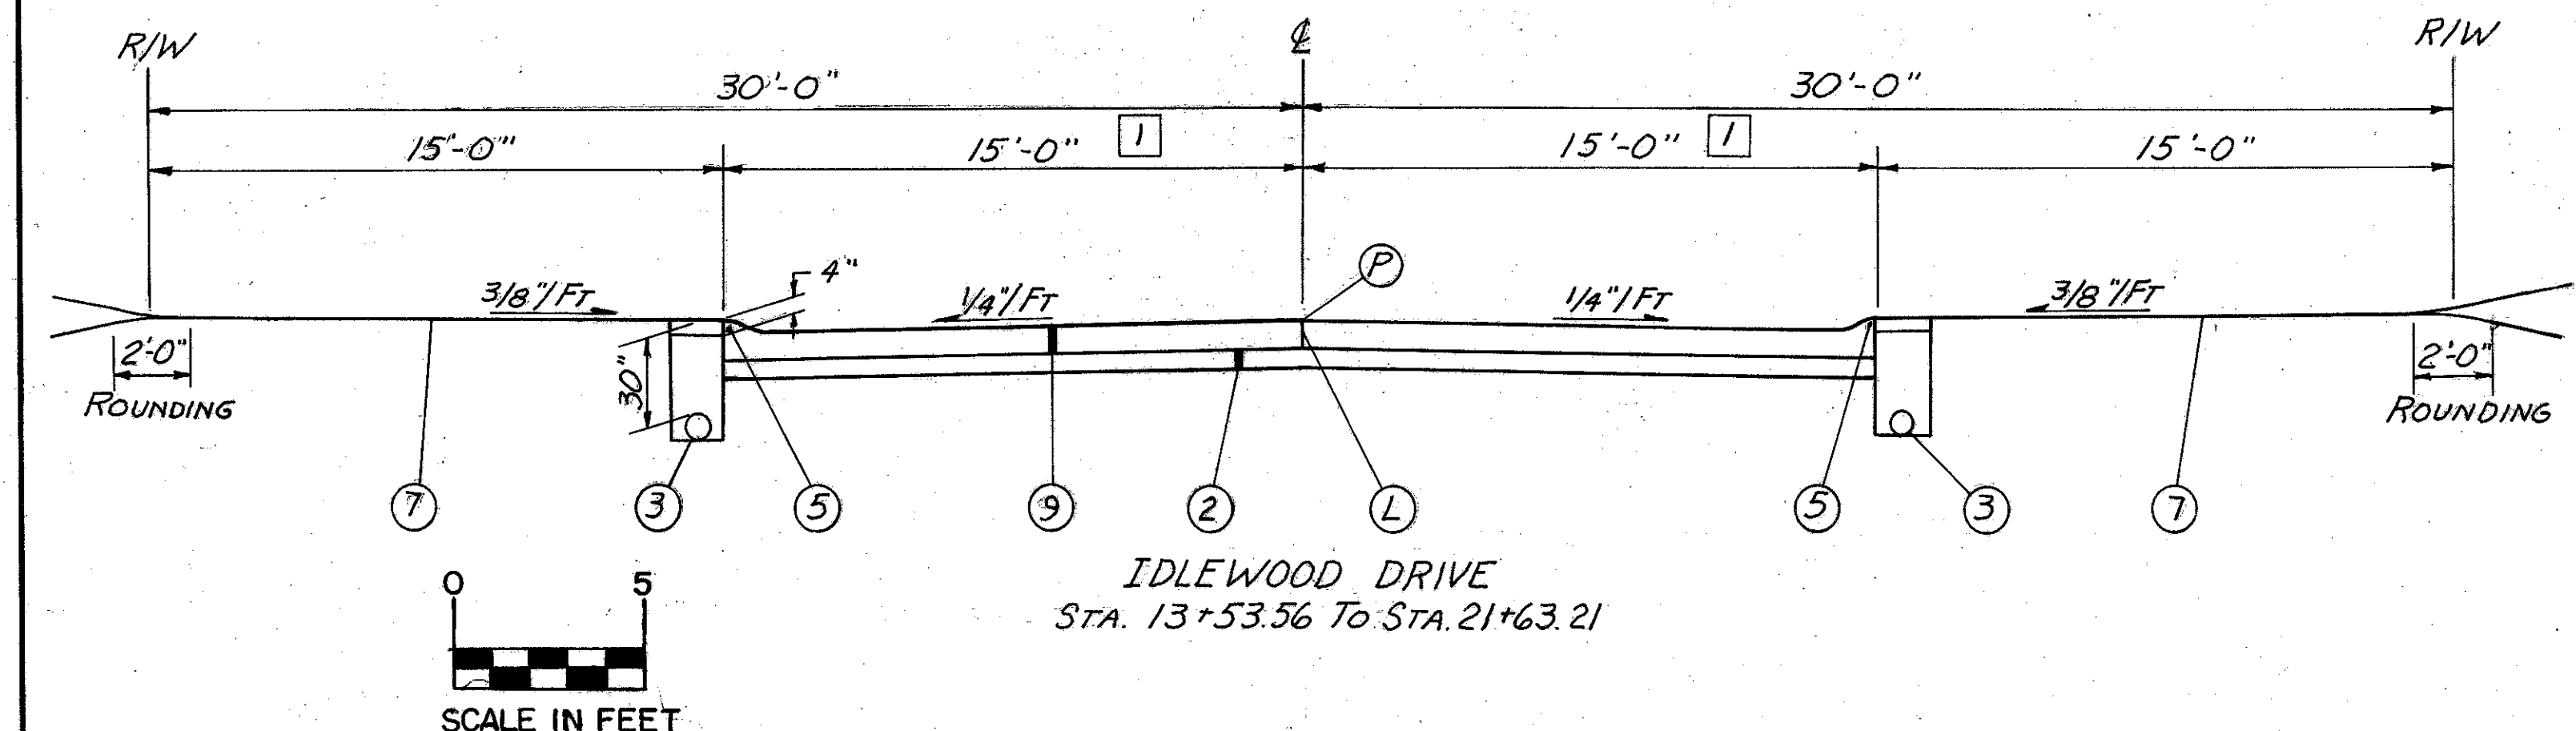 R/W ℄ R/W
30'-0" 30'-0"
15'-0" 15'-0" 1 15'-0" 1 15'-0"
4" P
3/8"/FT 1/4"/FT 1/4"/FT 3/8"/FT
2'-0" 30" 2'-0"
ROUNDING ROUNDING
7 3 5 9 2 L 5 3 7
IDLEWOOD DRIVE
STA. 13+53.56 TO STA. 21+63.21
0 5
SCALE IN FEET